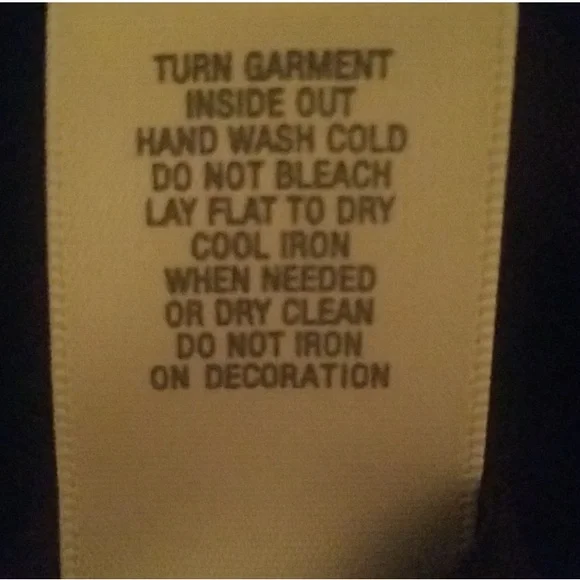 TURN GARMENT
INSIDE OUT
HAND WASH COLD
DO NOT BLEACH
LAY FLAT TO DRY
COOL IRON
WHEN NEEDED
OR DRY CLEAN
DO NOT IRON
ON DECORATION